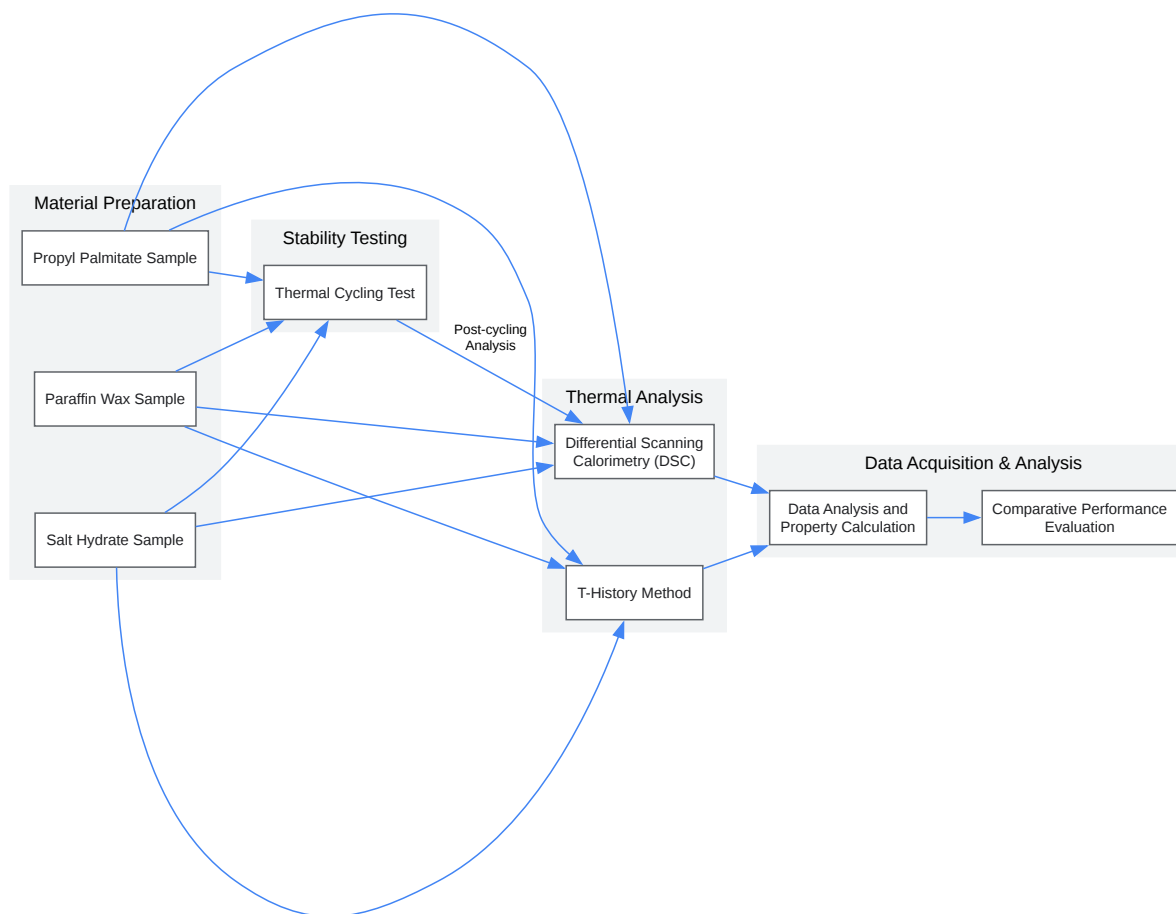 Material Preparation
Propyl Palmitate Sample
Paraffin Wax Sample
Salt Hydrate Sample
Stability Testing
Thermal Cycling Test
Post-cycling
Analysis
Thermal Analysis
Differential Scanning
Calorimetry (DSC)
T-History Method
Data Acquisition & Analysis
Data Analysis and
Property Calculation
Comparative Performance
Evaluation